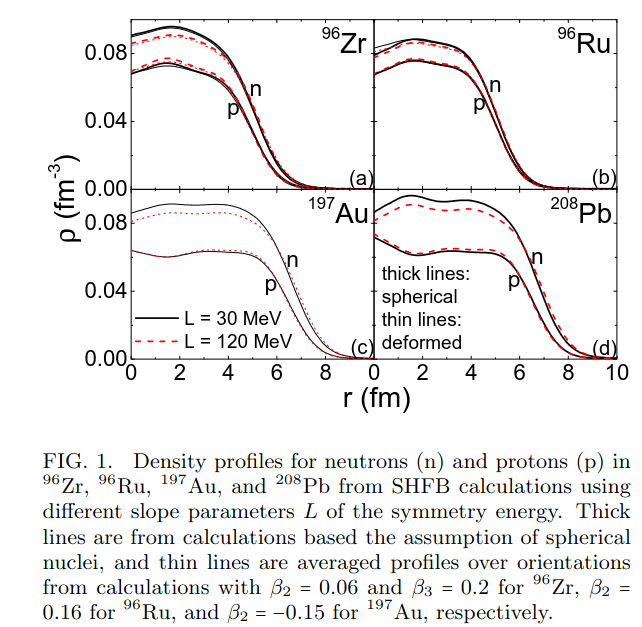 0.08
0.04
0.00
0.08
0.04
0.00
ρ (fm⁻³)
⁹⁶Zr
n
p
(a)
⁹⁶Ru
n
p
(b)
¹⁹⁷Au
n
p
L = 30 MeV
L = 120 MeV
(c)
²⁰⁸Pb
n
p
thick lines:
spherical
thin lines:
deformed
(d)
0 2 4 6 8 0 2 4 6 8 10
r (fm)
FIG. 1. Density profiles for neutrons (n) and protons (p) in
⁹⁶Zr, ⁹⁶Ru, ¹⁹⁷Au, and ²⁰⁸Pb from SHFB calculations using
different slope parameters L of the symmetry energy. Thick
lines are from calculations based the assumption of spherical
nuclei, and thin lines are averaged profiles over orientations
from calculations with β₂ = 0.06 and β₃ = 0.2 for ⁹⁶Zr, β₂ =
0.16 for ⁹⁶Ru, and β₂ = −0.15 for ¹⁹⁷Au, respectively.